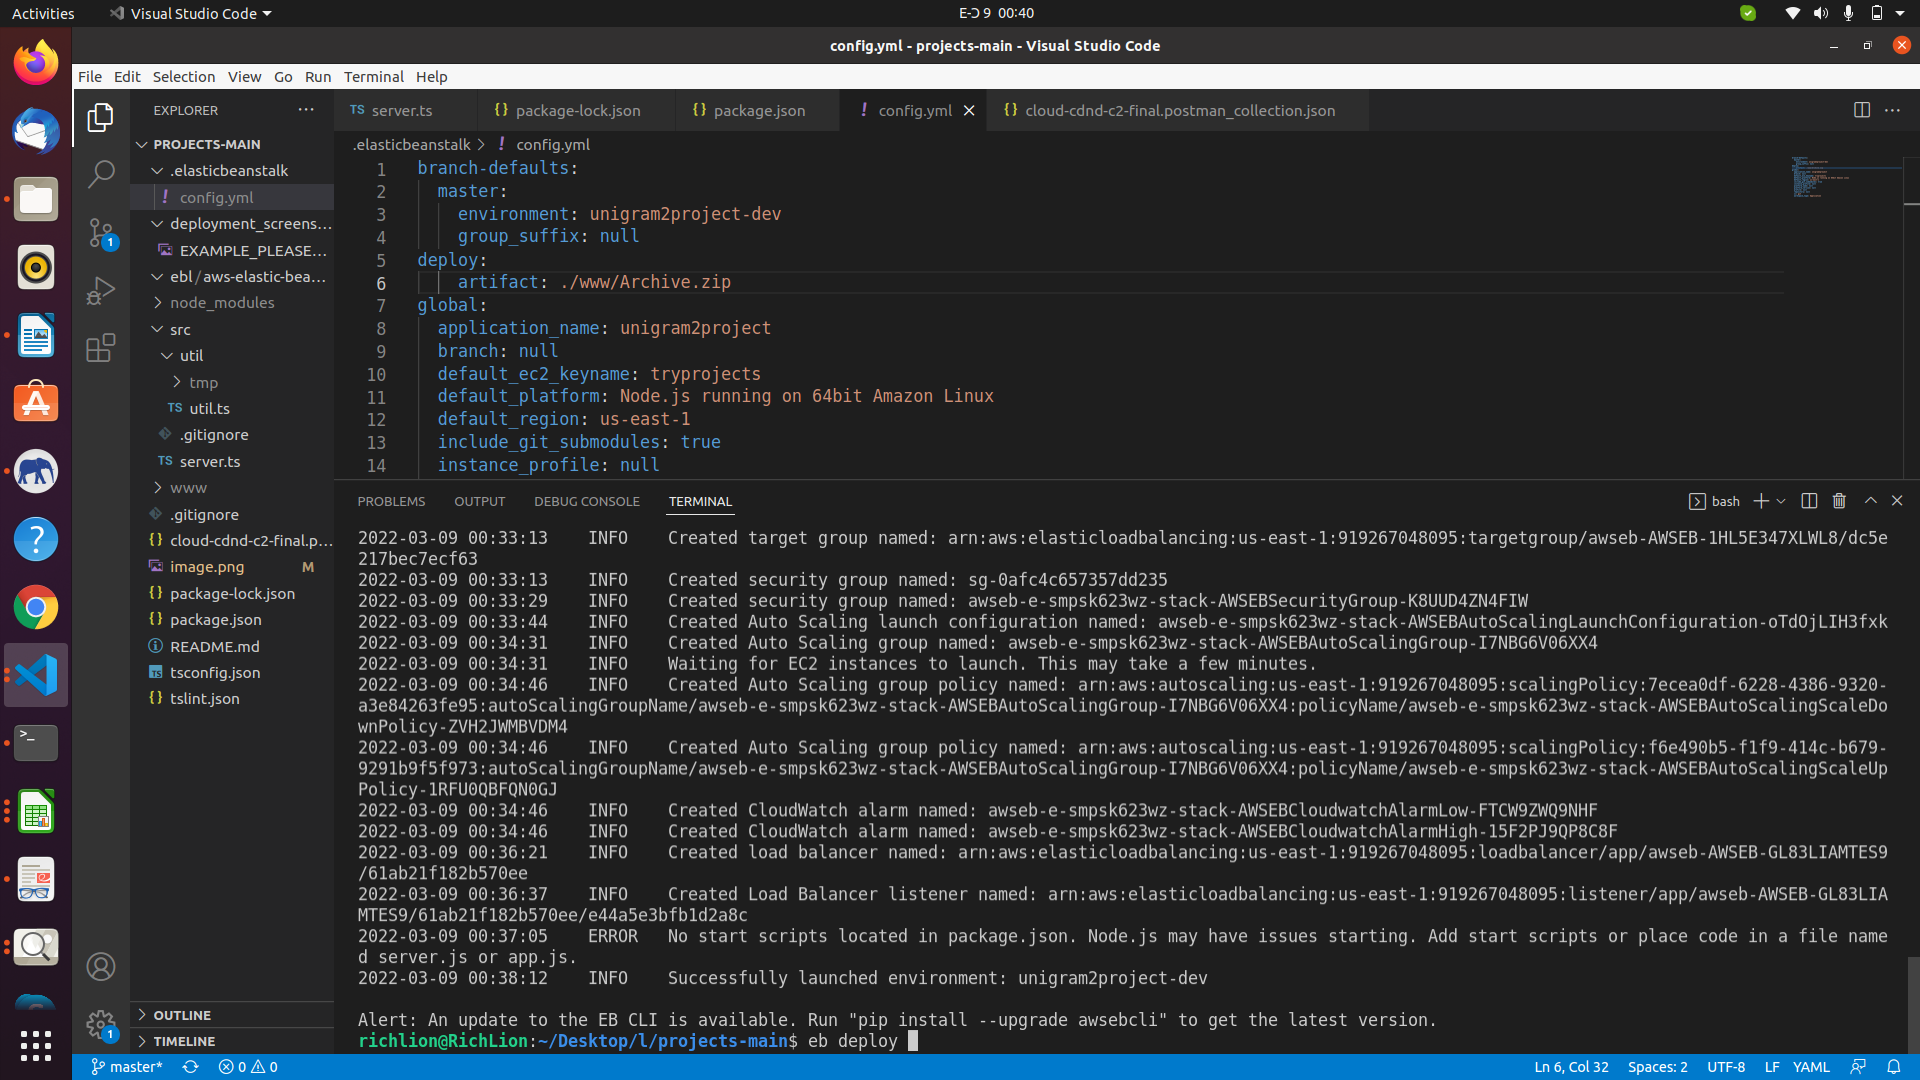 Activities
Visual Studio Code
E-Ɔ 9 00:40
config.yml - projects-main - Visual Studio Code
File Edit Selection View Go Run Terminal Help
EXPLORER
PROJECTS-MAIN
.elasticbeanstalk
config.yml
deployment_screens...
EXAMPLE_PLEASE...
ebl/aws-elastic-bea...
node_modules
src
util
tmp
TS util.ts
.gitignore
TS server.ts
www
.gitignore
{} cloud-cdnd-c2-final.p...
image.png M
{} package-lock.json
{} package.json
README.md
TS tsconfig.json
{} tslint.json
OUTLINE
TIMELINE
TS server.ts
{} package-lock.json
{} package.json
! config.yml
{} cloud-cdnd-c2-final.postman_collection.json
.elasticbeanstalk > ! config.yml
1 branch-defaults:
2 master:
3 environment: unigram2project-dev
4 group_suffix: null
5 deploy:
6 artifact: ./www/Archive.zip
7 global:
8 application_name: unigram2project
9 branch: null
10 default_ec2_keyname: tryprojects
11 default_platform: Node.js running on 64bit Amazon Linux
12 default_region: us-east-1
13 include_git_submodules: true
14 instance_profile: null
PROBLEMS OUTPUT DEBUG CONSOLE TERMINAL
bash
2022-03-09 00:33:13 INFO Created target group named: arn:aws:elasticloadbalancing:us-east-1:919267048095:targetgroup/awseb-AWSEB-1HL5E347XLWL8/dc5e
217bec7ecf63
2022-03-09 00:33:13 INFO Created security group named: sg-0afc4c657357dd235
2022-03-09 00:33:29 INFO Created security group named: awseb-e-smpsk623wz-stack-AWSEBSecurityGroup-K8UUD4ZN4FIW
2022-03-09 00:33:44 INFO Created Auto Scaling launch configuration named: awseb-e-smpsk623wz-stack-AWSEBAutoScalingLaunchConfiguration-oTdOjLIH3fxk
2022-03-09 00:34:31 INFO Created Auto Scaling group named: awseb-e-smpsk623wz-stack-AWSEBAutoScalingGroup-I7NBG6V06XX4
2022-03-09 00:34:31 INFO Waiting for EC2 instances to launch. This may take a few minutes.
2022-03-09 00:34:46 INFO Created Auto Scaling group policy named: arn:aws:autoscaling:us-east-1:919267048095:scalingPolicy:7ecea0df-6228-4386-9320-
a3e84263fe95:autoScalingGroupName/awseb-e-smpsk623wz-stack-AWSEBAutoScalingGroup-I7NBG6V06XX4:policyName/awseb-e-smpsk623wz-stack-AWSEBAutoScalingScaleDo
wnPolicy-ZVH2JWMBVDM4
2022-03-09 00:34:46 INFO Created Auto Scaling group policy named: arn:aws:autoscaling:us-east-1:919267048095:scalingPolicy:f6e490b5-f1f9-414c-b679-
9291b9f5f973:autoScalingGroupName/awseb-e-smpsk623wz-stack-AWSEBAutoScalingGroup-I7NBG6V06XX4:policyName/awseb-e-smpsk623wz-stack-AWSEBAutoScalingScaleUp
Policy-1RFU0QBFQN0GJ
2022-03-09 00:34:46 INFO Created CloudWatch alarm named: awseb-e-smpsk623wz-stack-AWSEBCloudwatchAlarmLow-FTCW9ZWQ9NHF
2022-03-09 00:34:46 INFO Created CloudWatch alarm named: awseb-e-smpsk623wz-stack-AWSEBCloudwatchAlarmHigh-15F2PJ9QP8C8F
2022-03-09 00:36:21 INFO Created load balancer named: arn:aws:elasticloadbalancing:us-east-1:919267048095:loadbalancer/app/awseb-AWSEB-GL83LIAMTES9
/61ab21f182b570ee
2022-03-09 00:36:37 INFO Created Load Balancer listener named: arn:aws:elasticloadbalancing:us-east-1:919267048095:listener/app/awseb-AWSEB-GL83LIA
MTES9/61ab21f182b570ee/e44a5e3bfb1d2a8c
2022-03-09 00:37:05 ERROR No start scripts located in package.json. Node.js may have issues starting. Add start scripts or place code in a file name
d server.js or app.js.
2022-03-09 00:38:12 INFO Successfully launched environment: unigram2project-dev
Alert: An update to the EB CLI is available. Run "pip install --upgrade awsebcli" to get the latest version.
richlion@RichLion:~/Desktop/l/projects-main$ eb deploy
master* 0 0
Ln 6, Col 32 Spaces: 2 UTF-8 LF YAML